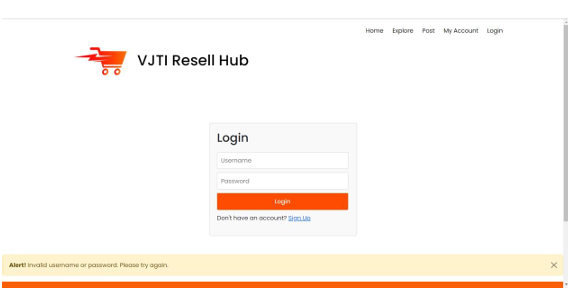 Home Explore Post My Account Login
VJTI Resell Hub
Login
Username
Password
Login
Don't have an account? Sign Up
Alert! Invalid username or password. Please try again.